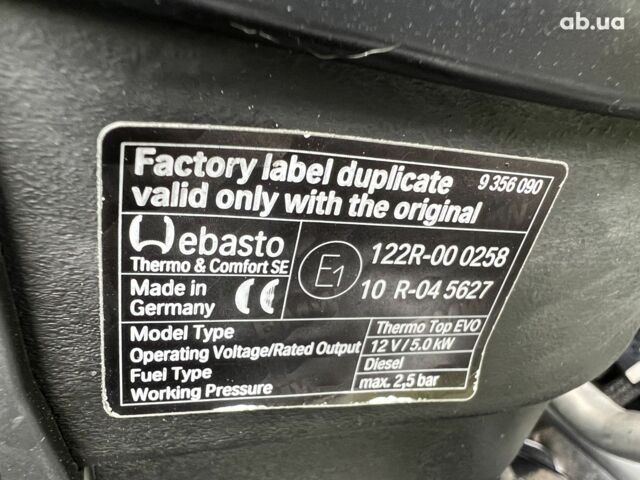 ab.ua
Factory label duplicate 9 356 090
valid only with the original
Webasto
Thermo & Comfort SE
E1
122R-00 0258
10 R-04 5627
Made in
Germany
CE
Model Type Thermo Top EVO
Operating Voltage/Rated Output 12 V / 5.0 kW
Fuel Type Diesel
Working Pressure max. 2,5 bar